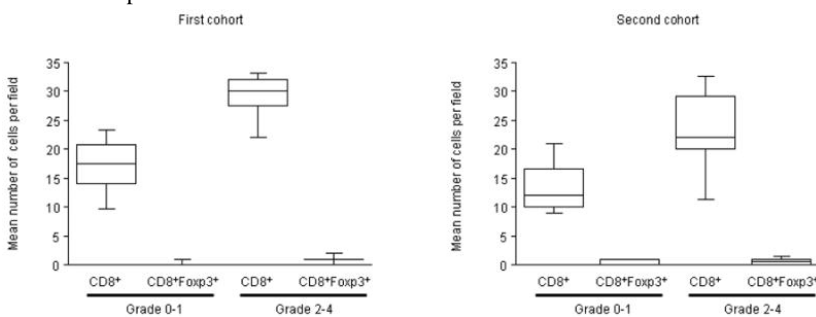 First cohort
Mean number of cells per field
35
30
25
20
15
10
5
0
CD8+ CD8+Foxp3+ CD8+ CD8+Foxp3+
Grade 0-1 Grade 2-4
Second cohort
Mean number of cells per field
35
30
25
20
15
10
5
0
CD8+ CD8+Foxp3+ CD8+ CD8+Foxp3+
Grade 0-1 Grade 2-4